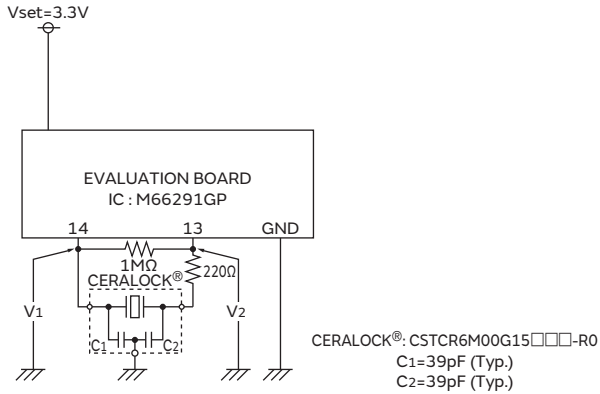 Vset=3.3V
EVALUATION BOARD
IC : M66291GP
14
13
GND
1MΩ
220Ω
CERALOCK®
V1
V2
C1
C2
CERALOCK®: CSTCR6M00G15□□□-R0
C1=39pF (Typ.)
C2=39pF (Typ.)